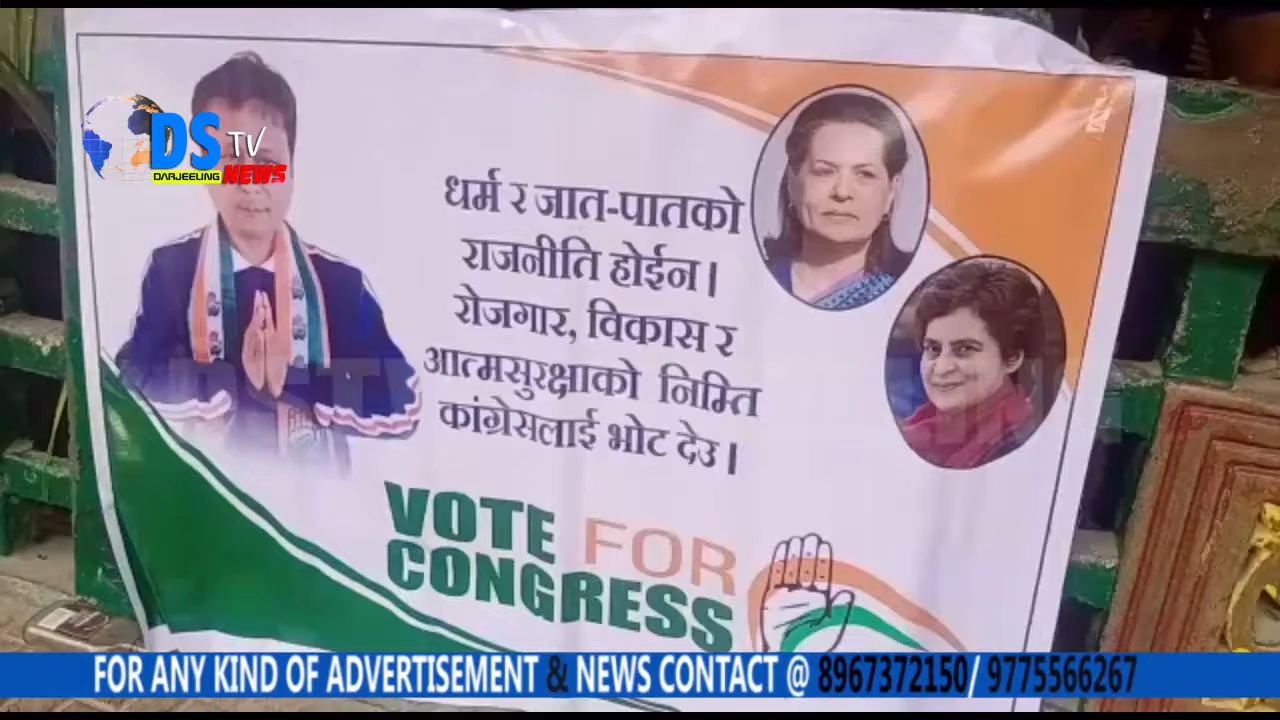 DS TV
DARJEELING NEWS
धर्म र जात-पातको
राजनीति होईन।
रोजगार, विकास र
आत्मसुरक्षाको निम्ति
कांग्रेसलाई भोट देउ।
VOTE FOR
CONGRESS
FOR ANY KIND OF ADVERTISEMENT & NEWS CONTACT @ 8967372150/ 9775566267